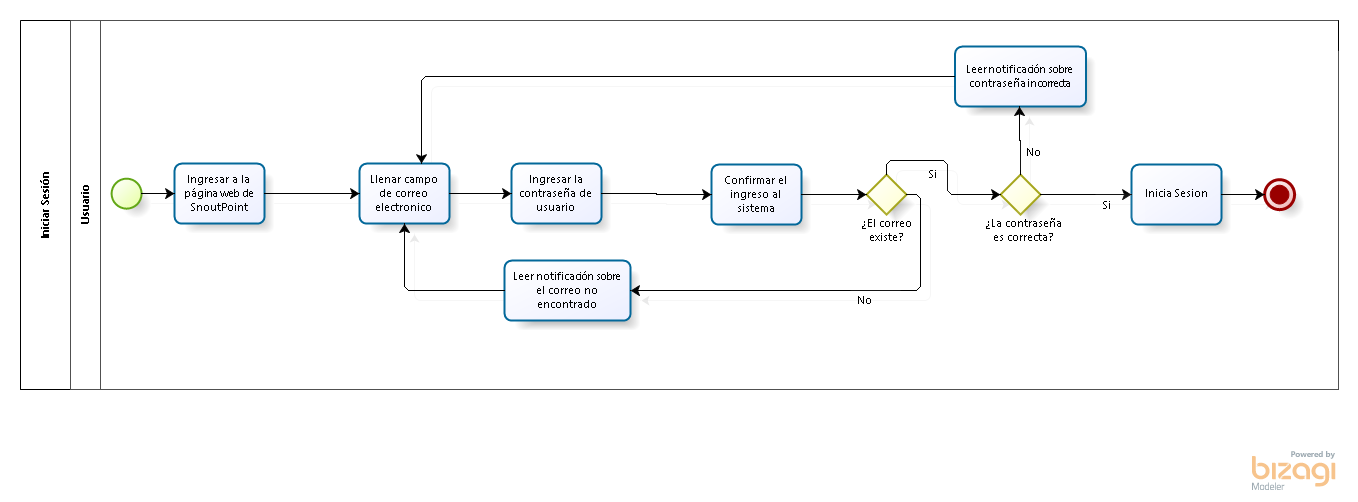 Iniciar Sesión
Usuario
Ingresar a la
página web de
SnoutPoint
Llenar campo
de correo
electronico
Ingresar la
contraseña de
usuario
Confirmar el
ingreso al
sistema
¿El correo
existe?
Si
No
Leer notificación sobre
el correo no
encontrado
¿La contraseña
es correcta?
No
Leer notificación sobre
contraseña incorrecta
Si
Inicia Sesion
Powered by
bizagi
Modeler